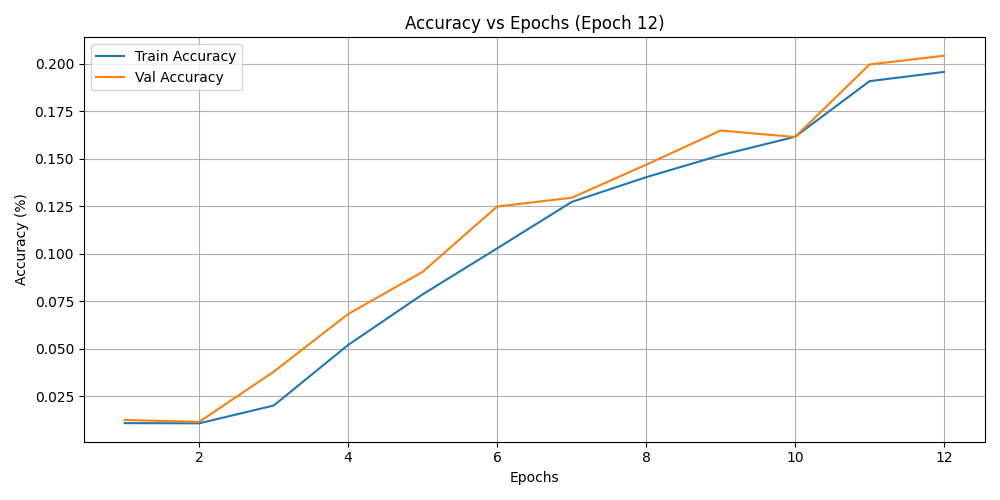 Accuracy vs Epochs (Epoch 12)
Train Accuracy
Val Accuracy
Accuracy (%)
0.200
0.175
0.150
0.125
0.100
0.075
0.050
0.025
2 4 6 8 10 12
Epochs